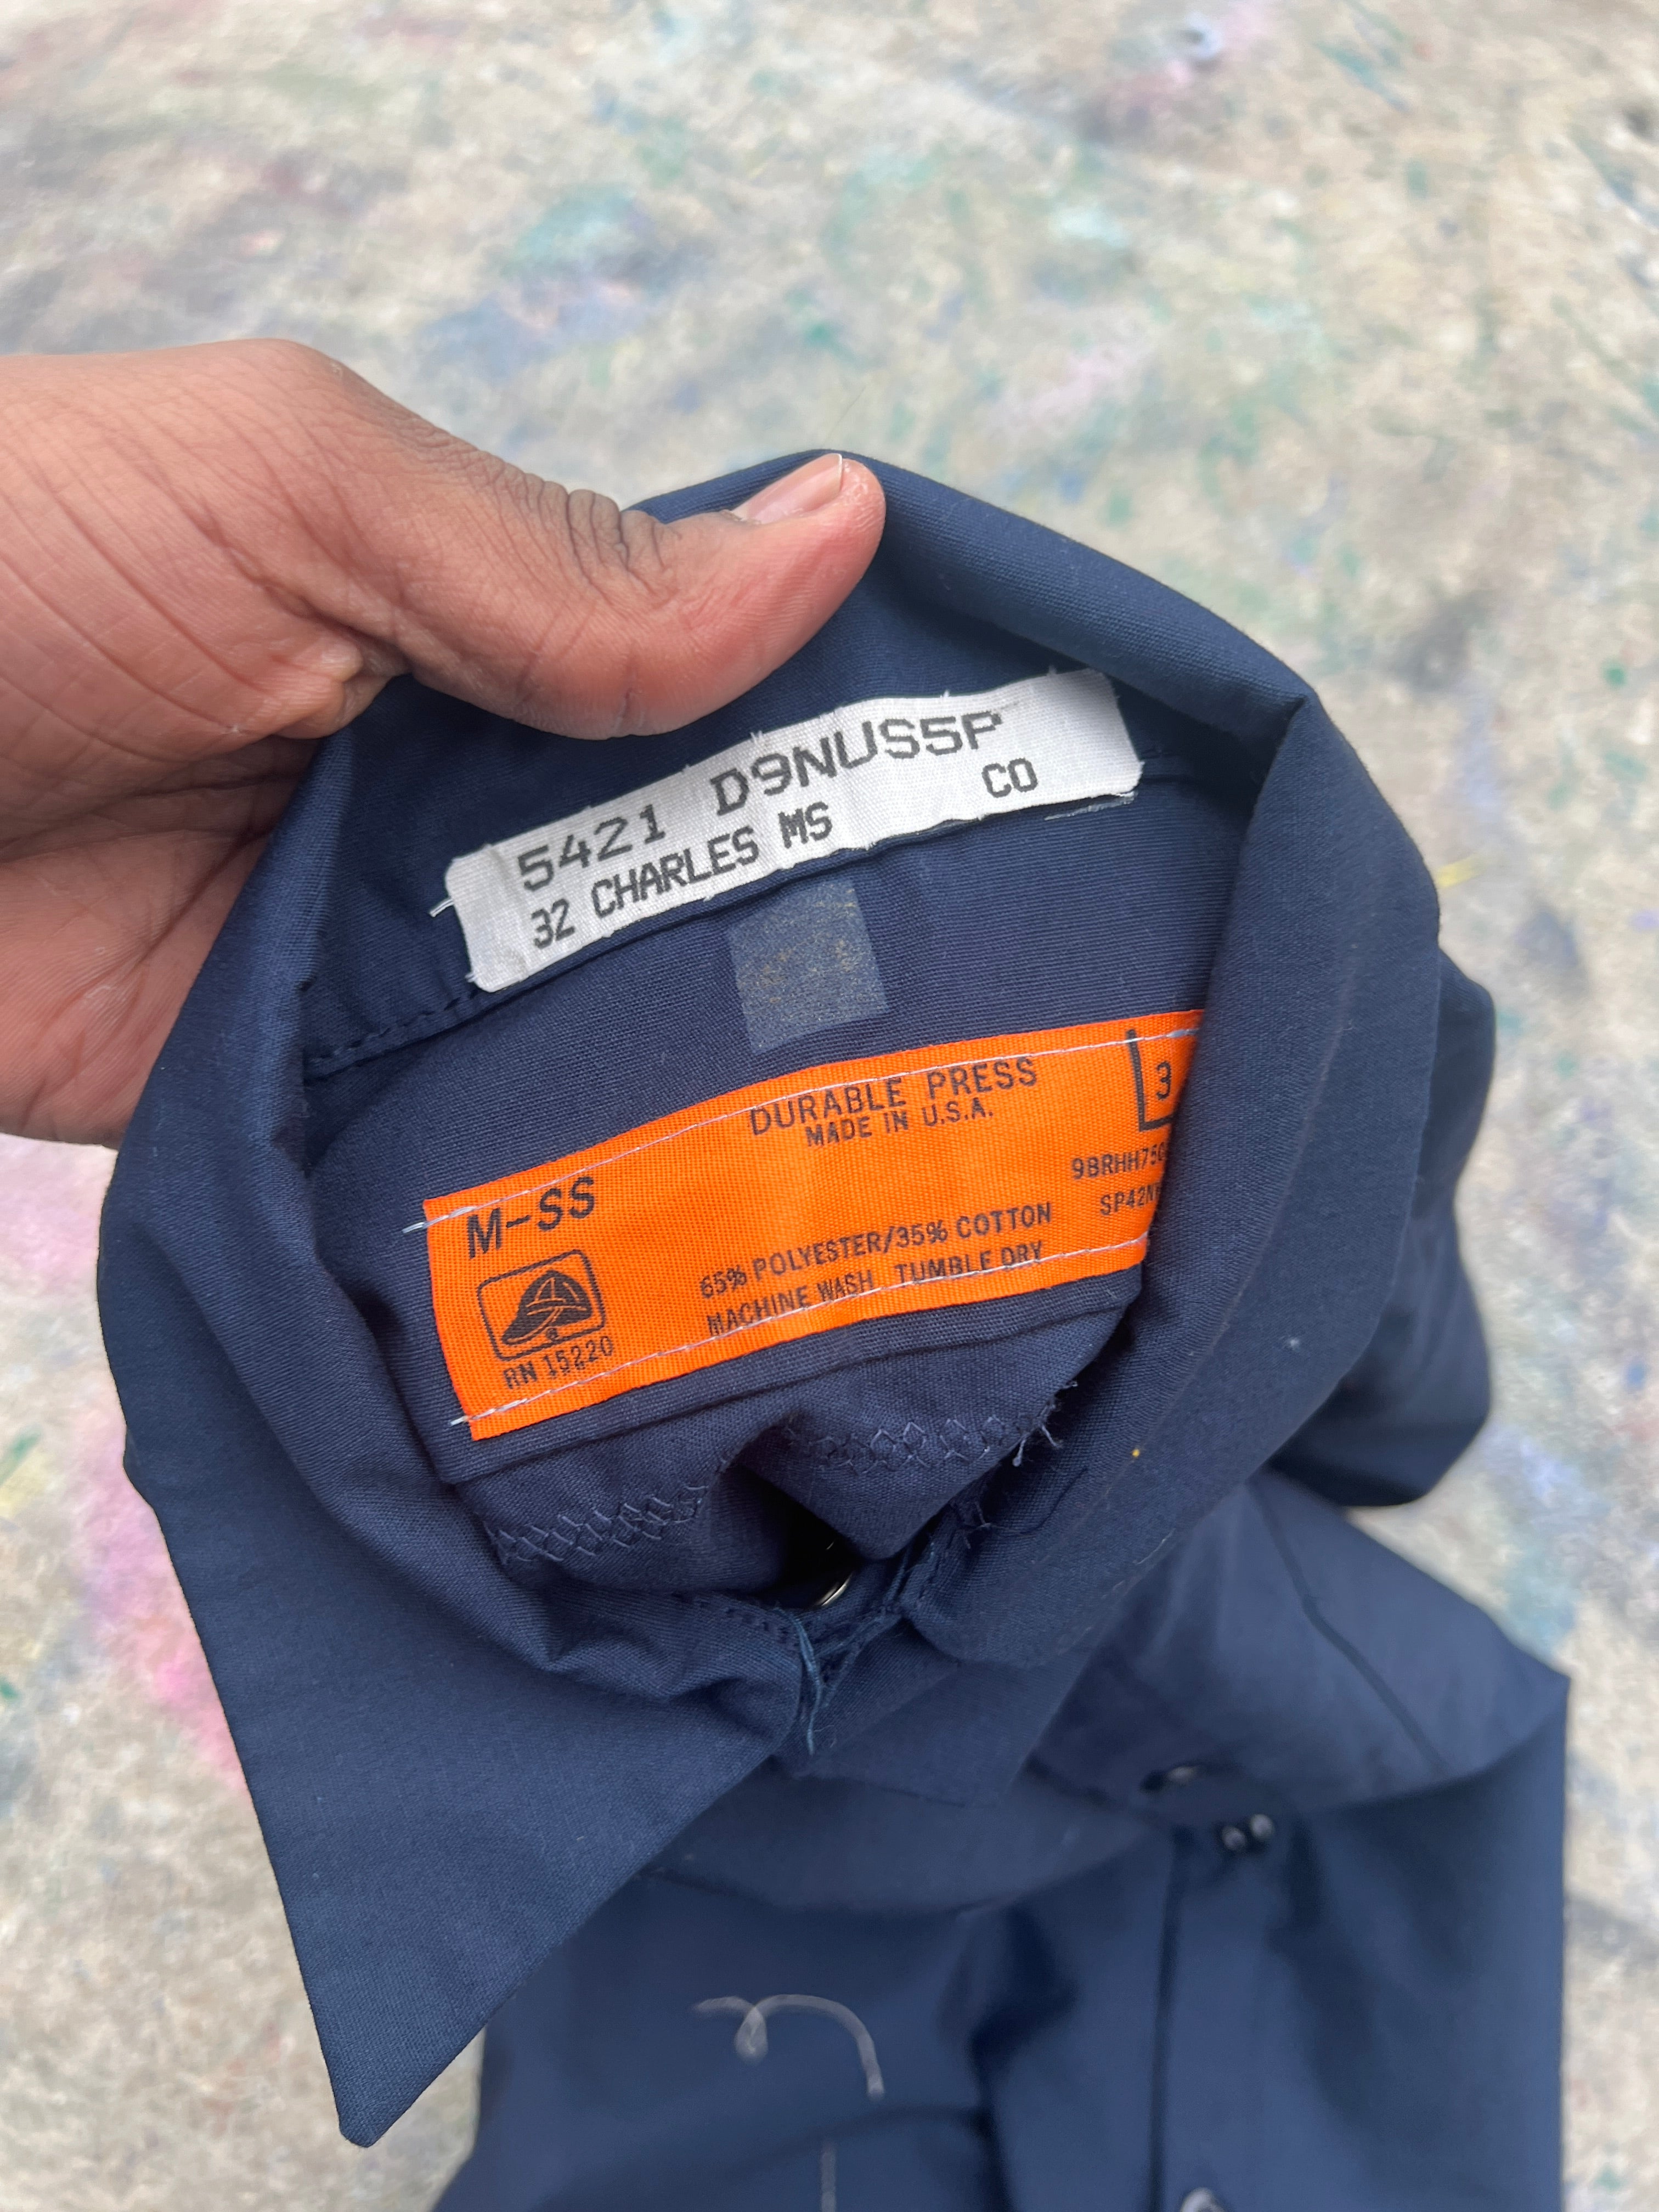 5421 D9NUS5P
32 CHARLES MS CO
DURABLE PRESS
MADE IN U.S.A.
3
M-SS
65% POLYESTER/35% COTTON
MACHINE WASH TUMBLE DRY
RN 15220